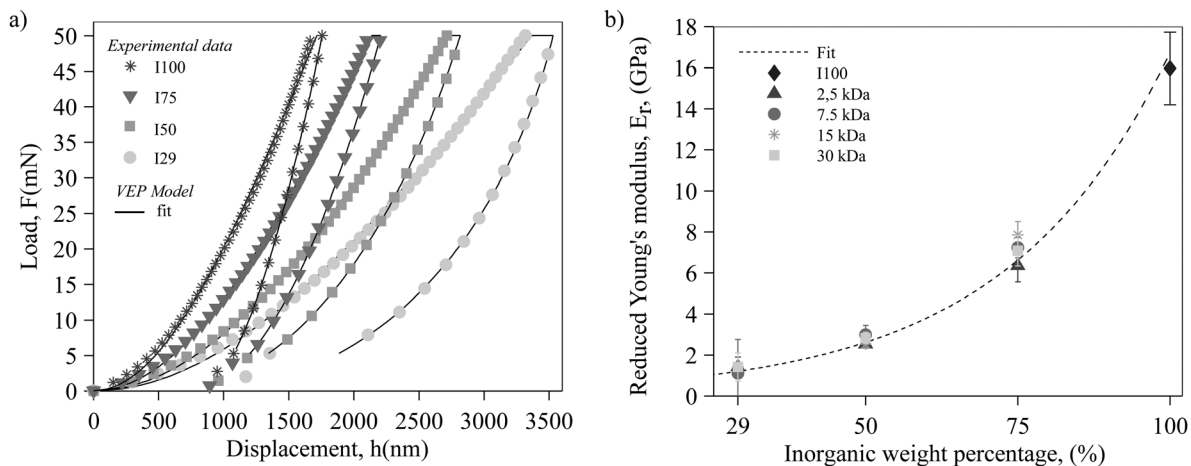 a)
Experimental data
I100
I75
I50
I29
VEP Model
fit
Load, F(mN)
50
45
40
35
30
25
20
15
10
5
0
0 500 1000 1500 2000 2500 3000 3500
Displacement, h(nm)
b)
Fit
I100
2,5 kDa
7.5 kDa
15 kDa
30 kDa
Reduced Young's modulus, Er, (GPa)
18
16
14
12
10
8
6
4
2
0
29 50 75 100
Inorganic weight percentage, (%)